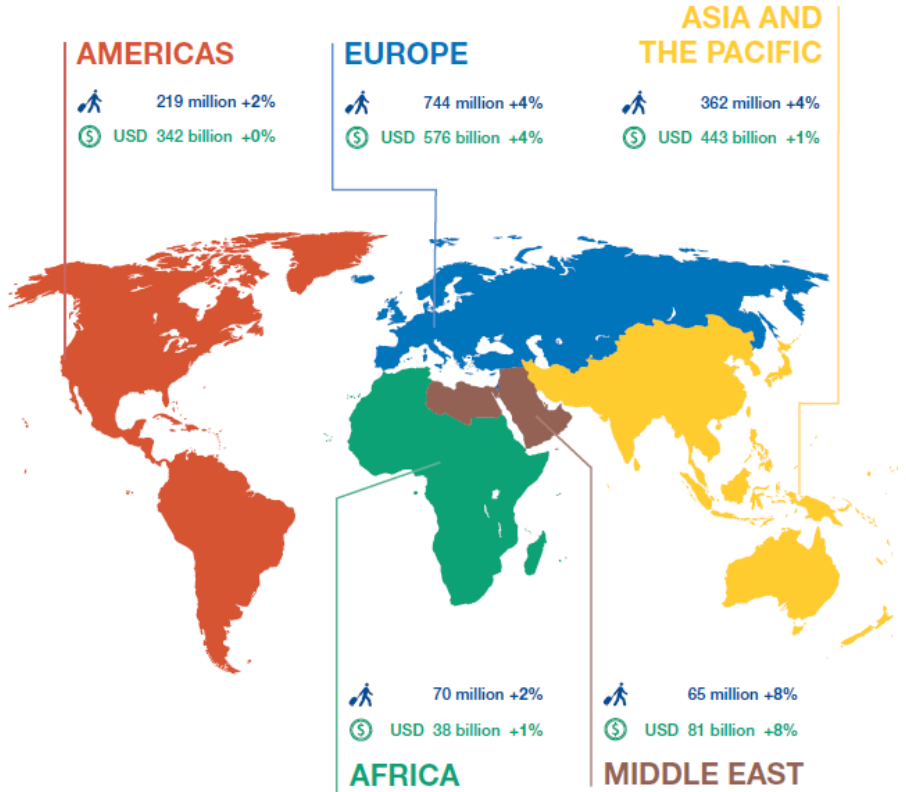 AMERICAS
219 million +2%
USD 342 billion +0%
EUROPE
744 million +4%
USD 576 billion +4%
ASIA AND
THE PACIFIC
362 million +4%
USD 443 billion +1%
70 million +2%
USD 38 billion +1%
AFRICA
65 million +8%
USD 81 billion +8%
MIDDLE EAST